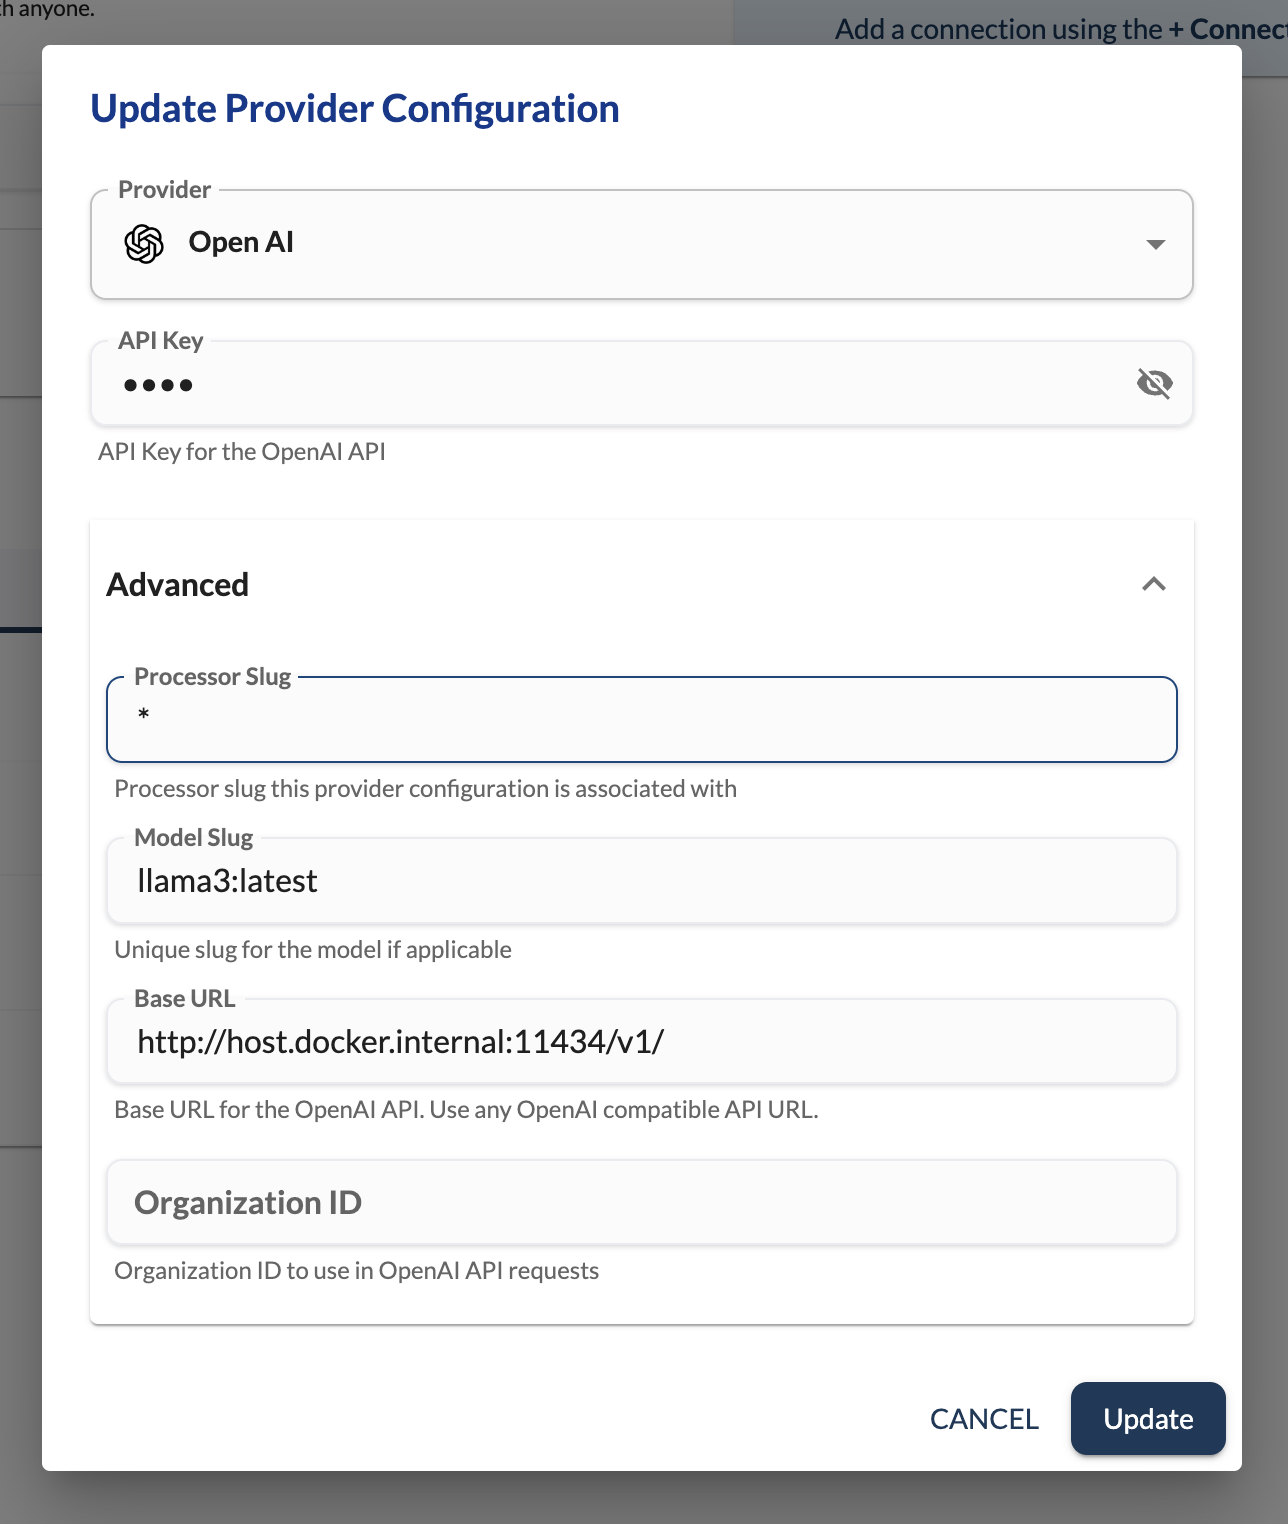 th anyone.
Add a connection using the + Connect
Update Provider Configuration
Provider
Open AI
API Key
••••
API Key for the OpenAI API
Advanced
Processor Slug
*
Processor slug this provider configuration is associated with
Model Slug
llama3:latest
Unique slug for the model if applicable
Base URL
http://host.docker.internal:11434/v1/
Base URL for the OpenAI API. Use any OpenAI compatible API URL.
Organization ID
Organization ID to use in OpenAI API requests
CANCEL
Update